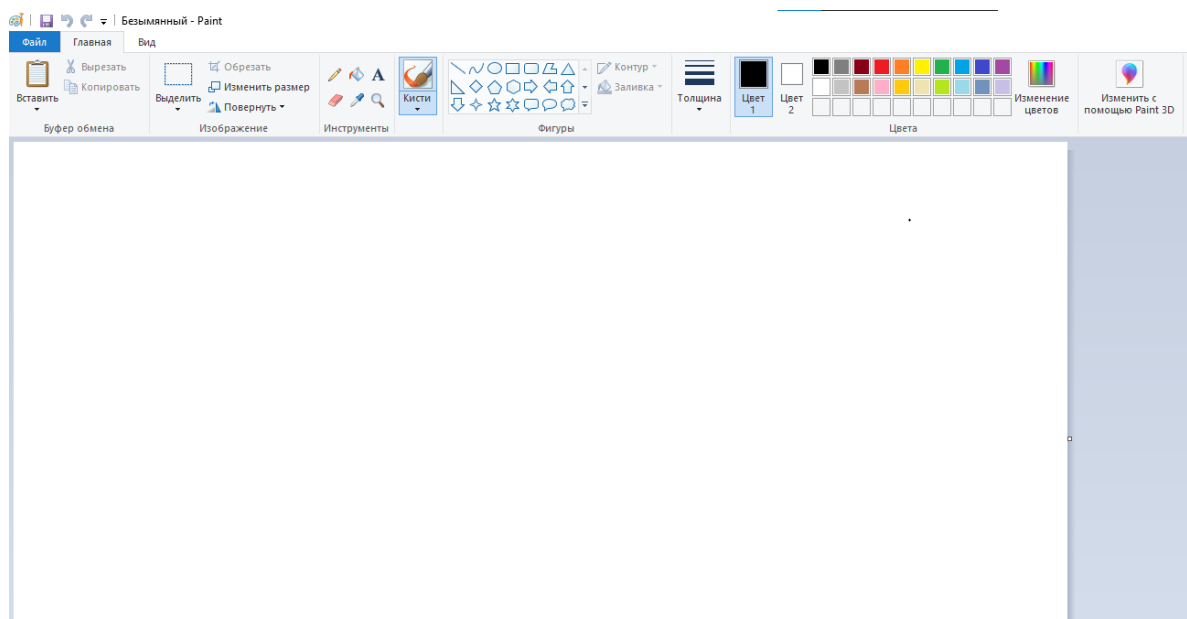 Безымянный - Paint
Файл Главная Вид
Вставить
Вырезать
Копировать
Буфер обмена
Выделить
Обрезать
Изменить размер
Повернуть
Изображение
A
Инструменты
Кисти
Контур
Заливка
Фигуры
Толщина
Цвет
1
Цвет
2
Изменение
цветов
Цвета
Изменить с
помощью Paint 3D